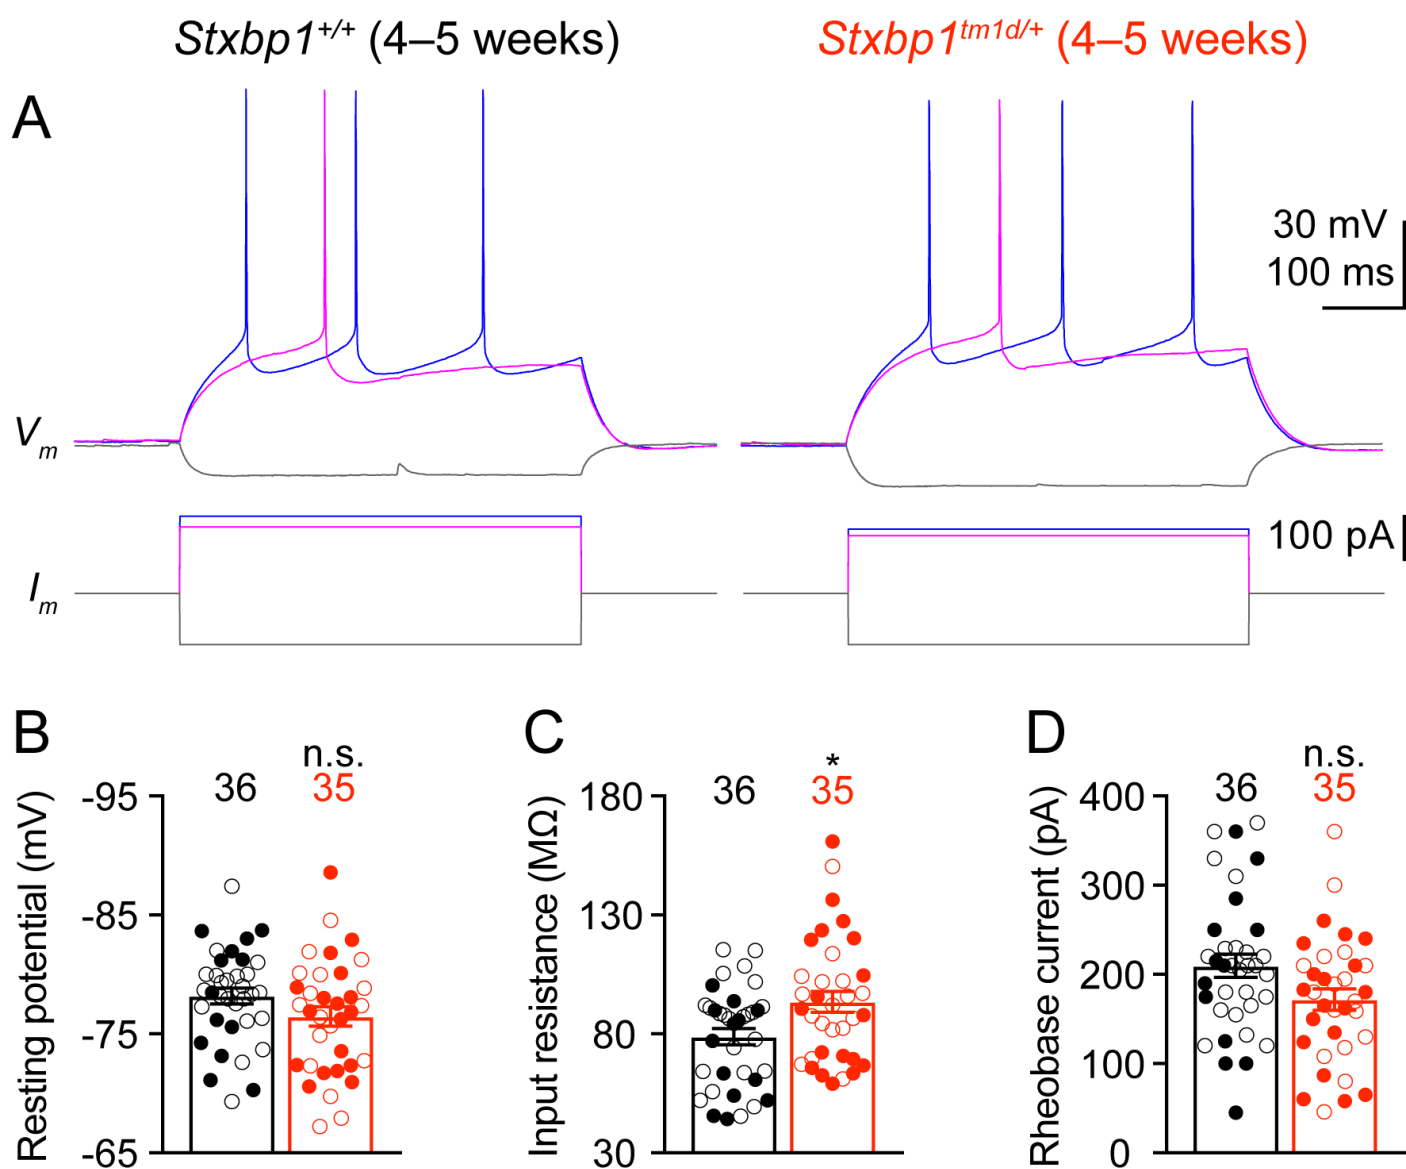 Stxbp1+/+ (4–5 weeks)
Stxbp1tm1d/+ (4–5 weeks)
A
30 mV
100 ms
Vm
100 pA
Im
B
n.s.
36
35
Resting potential (mV)
-95
-85
-75
-65
C
*
36
35
Input resistance (MΩ)
180
130
80
30
D
n.s.
36
35
Rheobase current (pA)
400
300
200
100
0